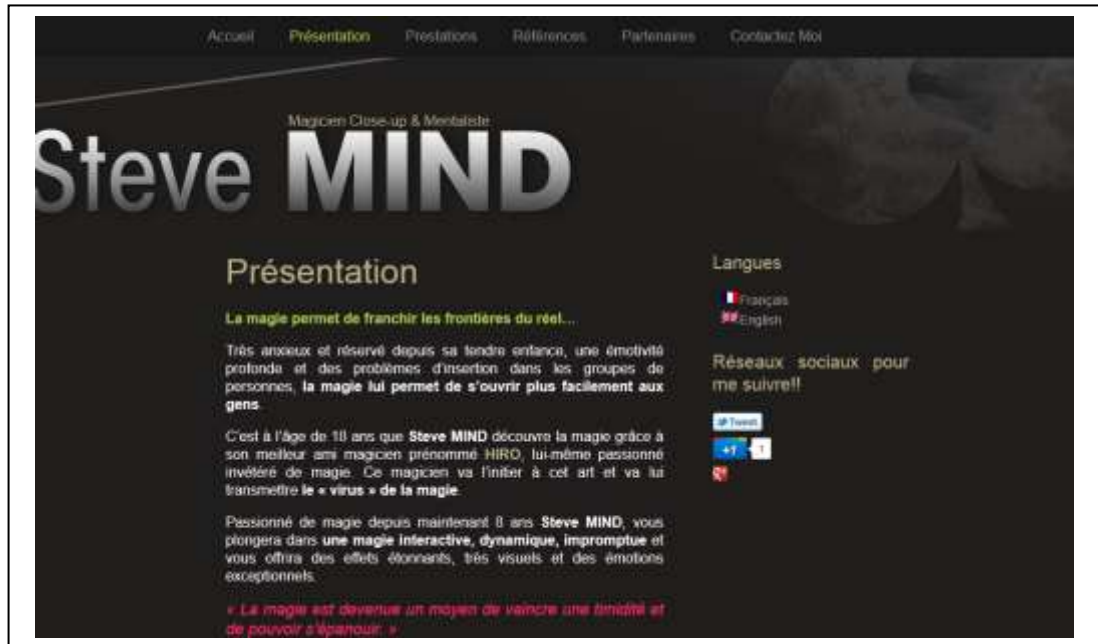 Accueil Présentation Prestations Références Partenaires Contactez Moi
Magicien Close-up & Mentaliste
Steve MIND
Présentation
La magie permet de franchir les frontières du réel…
Très anxieux et réservé depuis sa tendre enfance, une émotivité
profonde et des problèmes d'insertion dans les groupes de
personnes, la magie lui permet de s'ouvrir plus facilement aux
gens.
C'est à l'âge de 18 ans que Steve MIND découvre la magie grâce à
son meilleur ami magicien prénommé HIRO, lui-même passionné
invétéré de magie. Ce magicien va l'initier à cet art et va lui
transmettre le « virus » de la magie.
Passionné de magie depuis maintenant 8 ans Steve MIND, vous
plongera dans une magie interactive, dynamique, impromptue et
vous offrira des effets étonnants, très visuels et des émotions
exceptionnels.
« La magie est devenue un moyen de vaincre une timidité et
de pouvoir s'épanouir. »
Langues
Français
English
Réseaux sociaux pour
me suivre!!
Tweet
+1 1